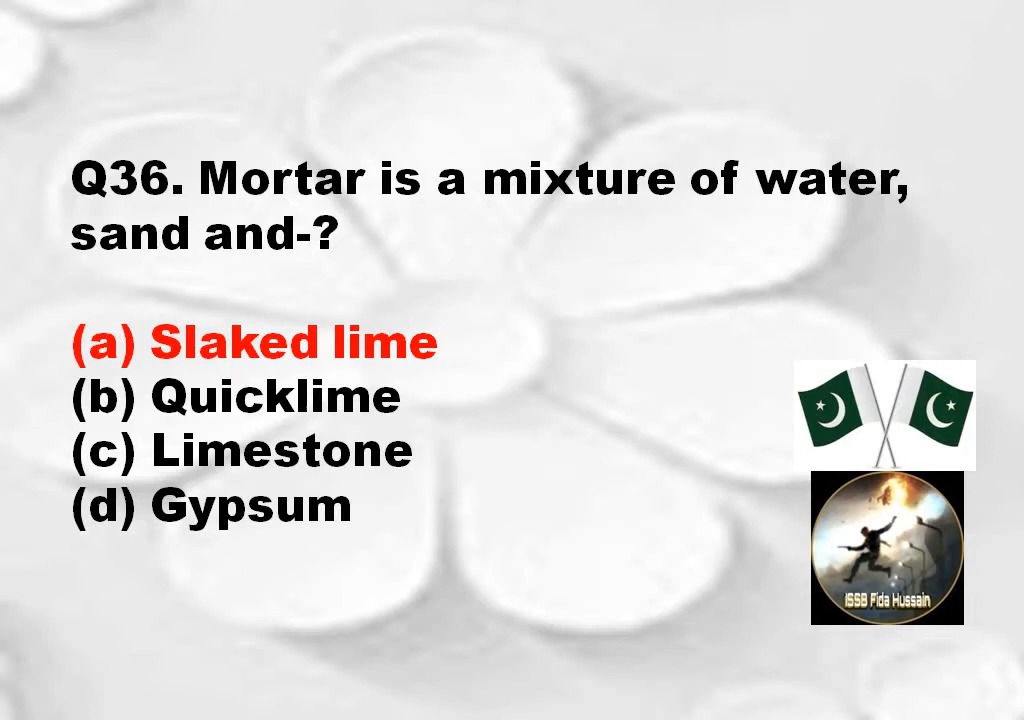 Q36. Mortar is a mixture of water,
sand and-?
(a) Slaked lime
(b) Quicklime
(c) Limestone
(d) Gypsum
ISSB Fida Hussain